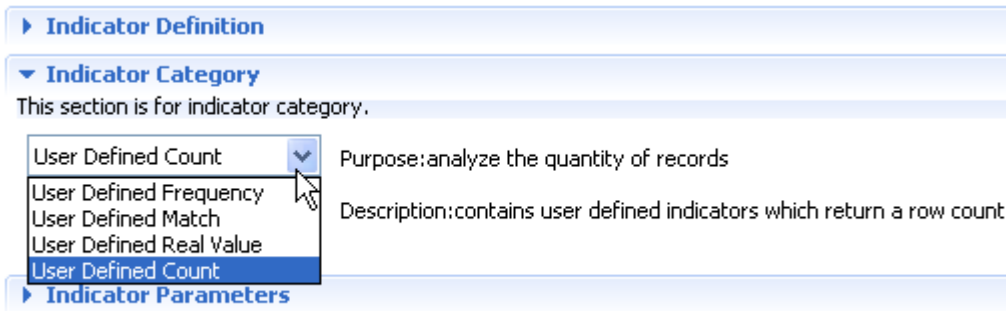 Indicator Definition
Indicator Category
This section is for indicator category.
User Defined Count
Purpose:analyze the quantity of records
User Defined Frequency
User Defined Match
Description:contains user defined indicators which return a row count
User Defined Real Value
User Defined Count
Indicator Parameters